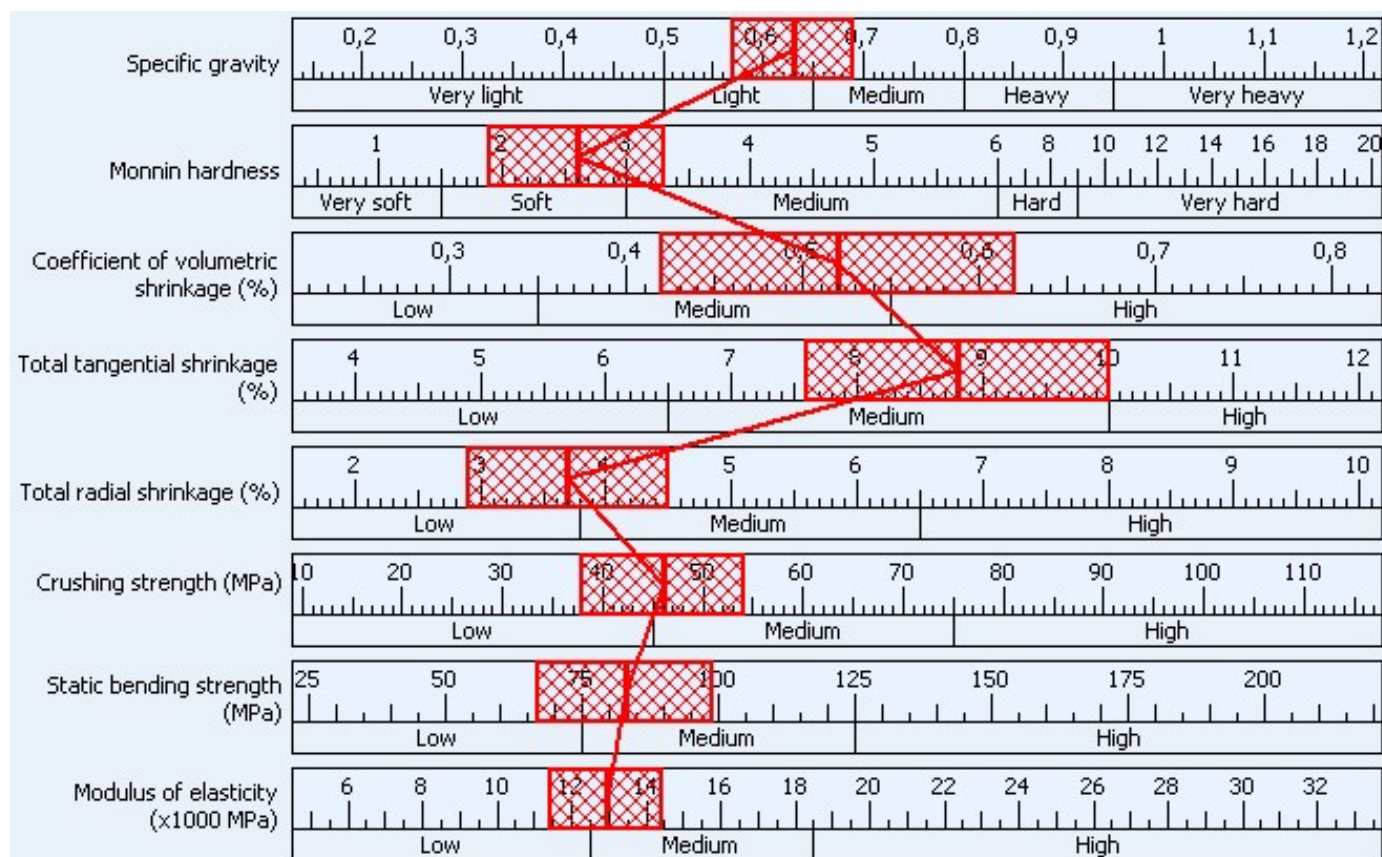 0,2 0,3 0,4 0,5 0,6 0,7 0,8 0,9 1 1,1 1,2
Specific gravity
Very light Light Medium Heavy Very heavy
1 2 3 4 5 6 8 10 12 14 16 18 20
Monnin hardness
Very soft Soft Medium Hard Very hard
0,3 0,4 0,5 0,6 0,7 0,8
Coefficient of volumetric
shrinkage (%)
Low Medium High
4 5 6 7 8 9 10 11 12
Total tangential shrinkage
(%)
Low Medium High
2 3 4 5 6 7 8 9 10
Total radial shrinkage (%)
Low Medium High
10 20 30 40 50 60 70 80 90 100 110
Crushing strength (MPa)
Low Medium High
25 50 75 100 125 150 175 200
Static bending strength
(MPa)
Low Medium High
6 8 10 12 14 16 18 20 22 24 26 28 30 32
Modulus of elasticity
(x1000 MPa)
Low Medium High